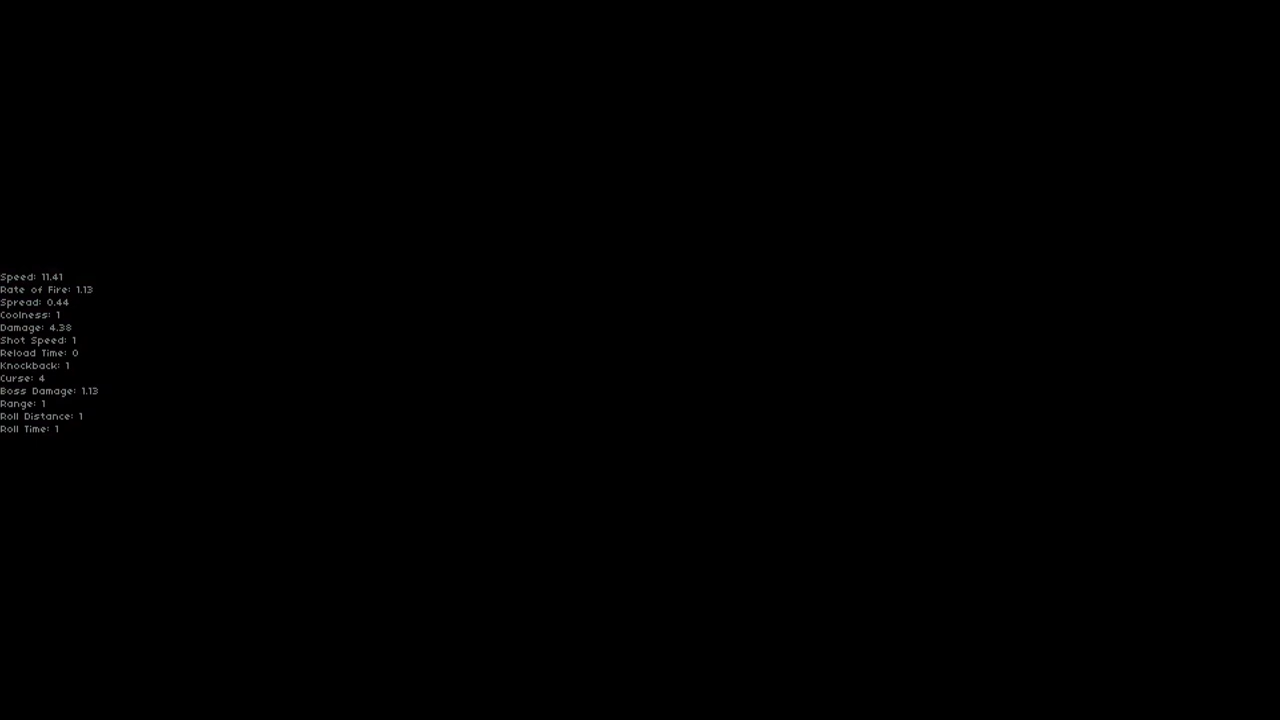 Speed: 11.41
Rate of Fire: 1.13
Spread: 0.44
Coolness: 1
Damage: 4.38
Shot Speed: 1
Reload Time: 0
Knockback: 1
Curse: 4
Boss Damage: 1.13
Range: 1
Roll Distance: 1
Roll Time: 1